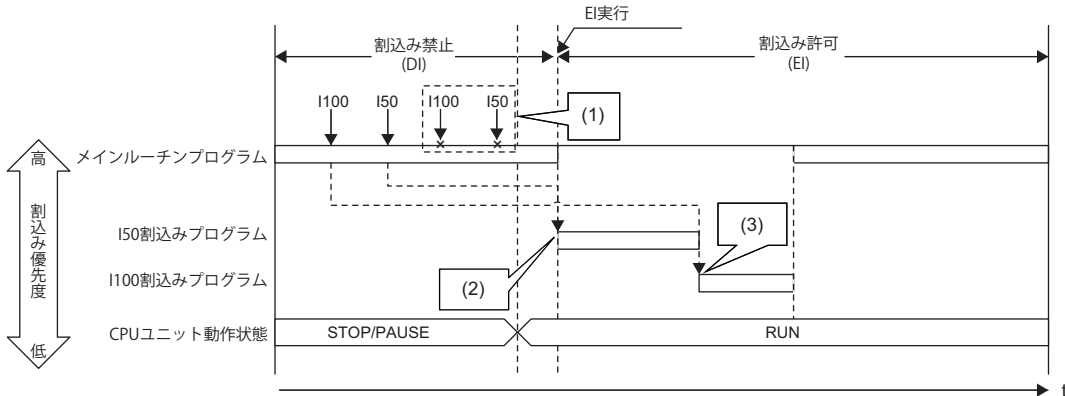 EI実行
割込み禁止
(DI)
割込み許可
(EI)
I100
I50
I100
I50
(1)
高
メインルーチンプログラム
割込み優先度
(3)
I50割込みプログラム
(2)
I100割込みプログラム
CPUユニット動作状態
STOP/PAUSE
RUN
低
t